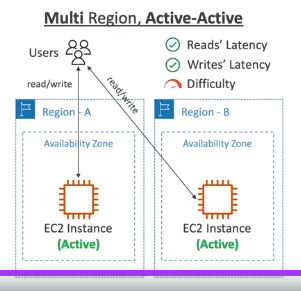 Multi Region, Active-Active
Users
Reads' Latency
Writes' Latency
Difficulty
read/write
read/write
Region - A
Region - B
Availability Zone
Availability Zone
EC2 Instance
(Active)
EC2 Instance
(Active)